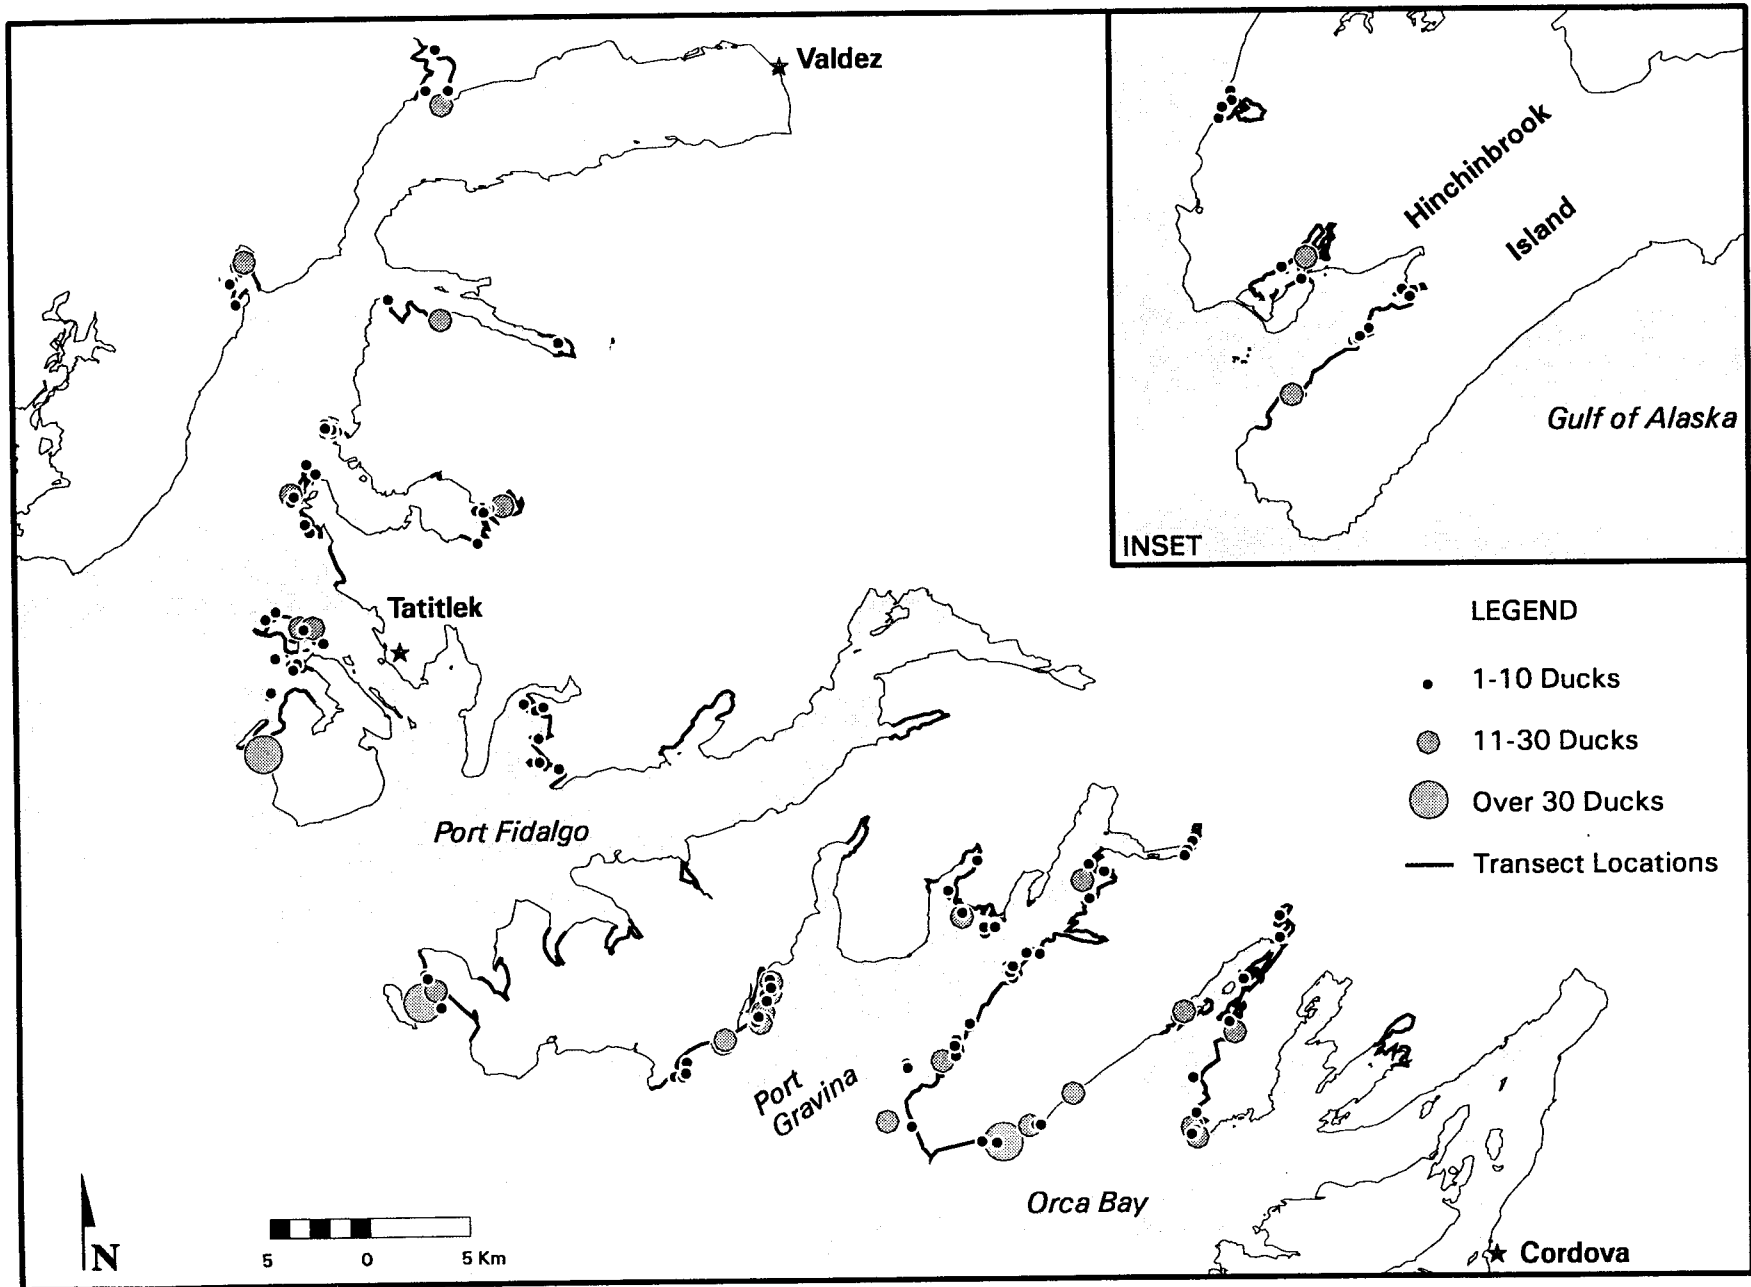 Valdez
Hinchinbrook
Island
Gulf of Alaska
INSET
Tatitlek
LEGEND
1-10 Ducks
11-30 Ducks
Over 30 Ducks
Transect Locations
Port Fidalgo
Port
Gravina
Orca Bay
N
5 0 5 Km
Cordova